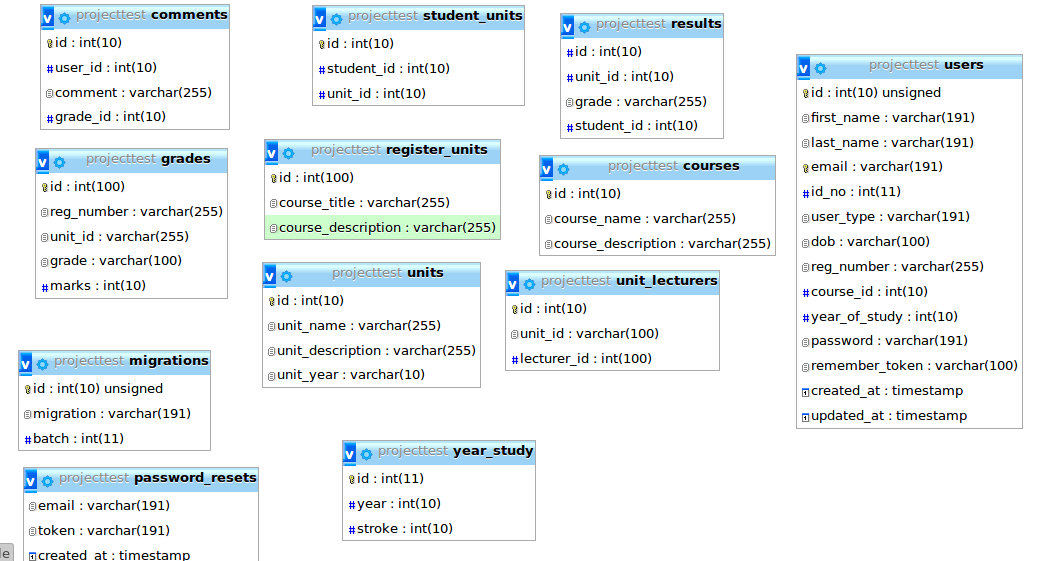 projecttest comments
id : int(10)
user_id : int(10)
comment : varchar(255)
grade_id : int(10)
projecttest student_units
id : int(10)
student_id : int(10)
unit_id : int(10)
projecttest results
id : int(10)
unit_id : int(10)
grade : varchar(255)
student_id : int(10)
projecttest users
id : int(10) unsigned
first_name : varchar(191)
last_name : varchar(191)
email : varchar(191)
id_no : int(11)
user_type : varchar(191)
dob : varchar(100)
reg_number : varchar(255)
course_id : int(10)
year_of_study : int(10)
password : varchar(191)
remember_token : varchar(100)
created_at : timestamp
updated_at : timestamp
projecttest grades
id : int(100)
reg_number : varchar(255)
unit_id : varchar(255)
grade : varchar(100)
marks : int(10)
projecttest register_units
id : int(100)
course_title : varchar(255)
course_description : varchar(255)
projecttest courses
id : int(10)
course_name : varchar(255)
course_description : varchar(255)
projecttest units
id : int(10)
unit_name : varchar(255)
unit_description : varchar(255)
unit_year : varchar(10)
projecttest unit_lecturers
id : int(10)
unit_id : varchar(100)
lecturer_id : int(100)
projecttest migrations
id : int(10) unsigned
migration : varchar(191)
batch : int(11)
projecttest year_study
id : int(11)
year : int(10)
stroke : int(10)
projecttest password_resets
email : varchar(191)
token : varchar(191)
created_at : timestamp
le